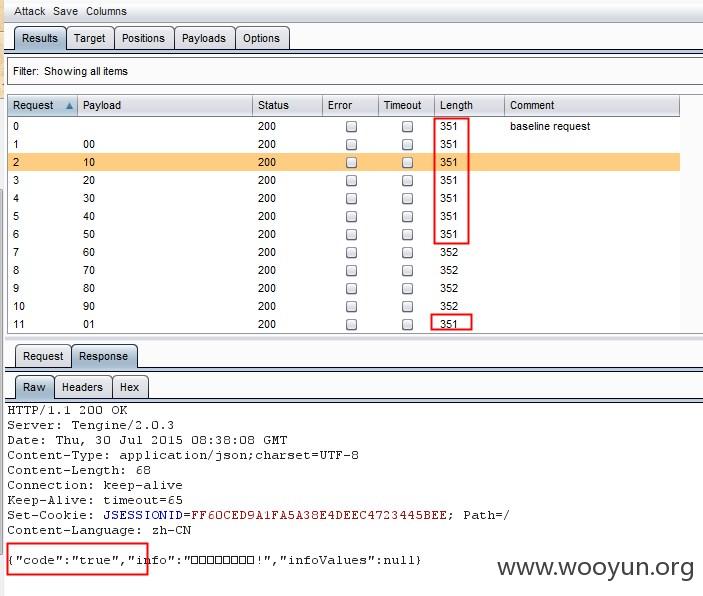 Attack Save Columns
Results Target Positions Payloads Options
Filter: Showing all items
Request Payload Status Error Timeout Length Comment
0 200 351 baseline request
1 00 200 351
2 10 200 351
3 20 200 351
4 30 200 351
5 40 200 351
6 50 200 351
7 60 200 352
8 70 200 352
9 80 200 352
10 90 200 352
11 01 200 351
Request Response
Raw Headers Hex
HTTP/1.1 200 OK
Server: Tengine/2.0.3
Date: Thu, 30 Jul 2015 08:38:08 GMT
Content-Type: application/json;charset=UTF-8
Content-Length: 68
Connection: keep-alive
Keep-Alive: timeout=65
Set-Cookie: JSESSIONID=FF60CED9A1FA5A38E4DEEC4723445BEE; Path=/
Content-Language: zh-CN
{"code":"true","info":"□□□□□□□□!","infoValues":null}
www.wooyun.org